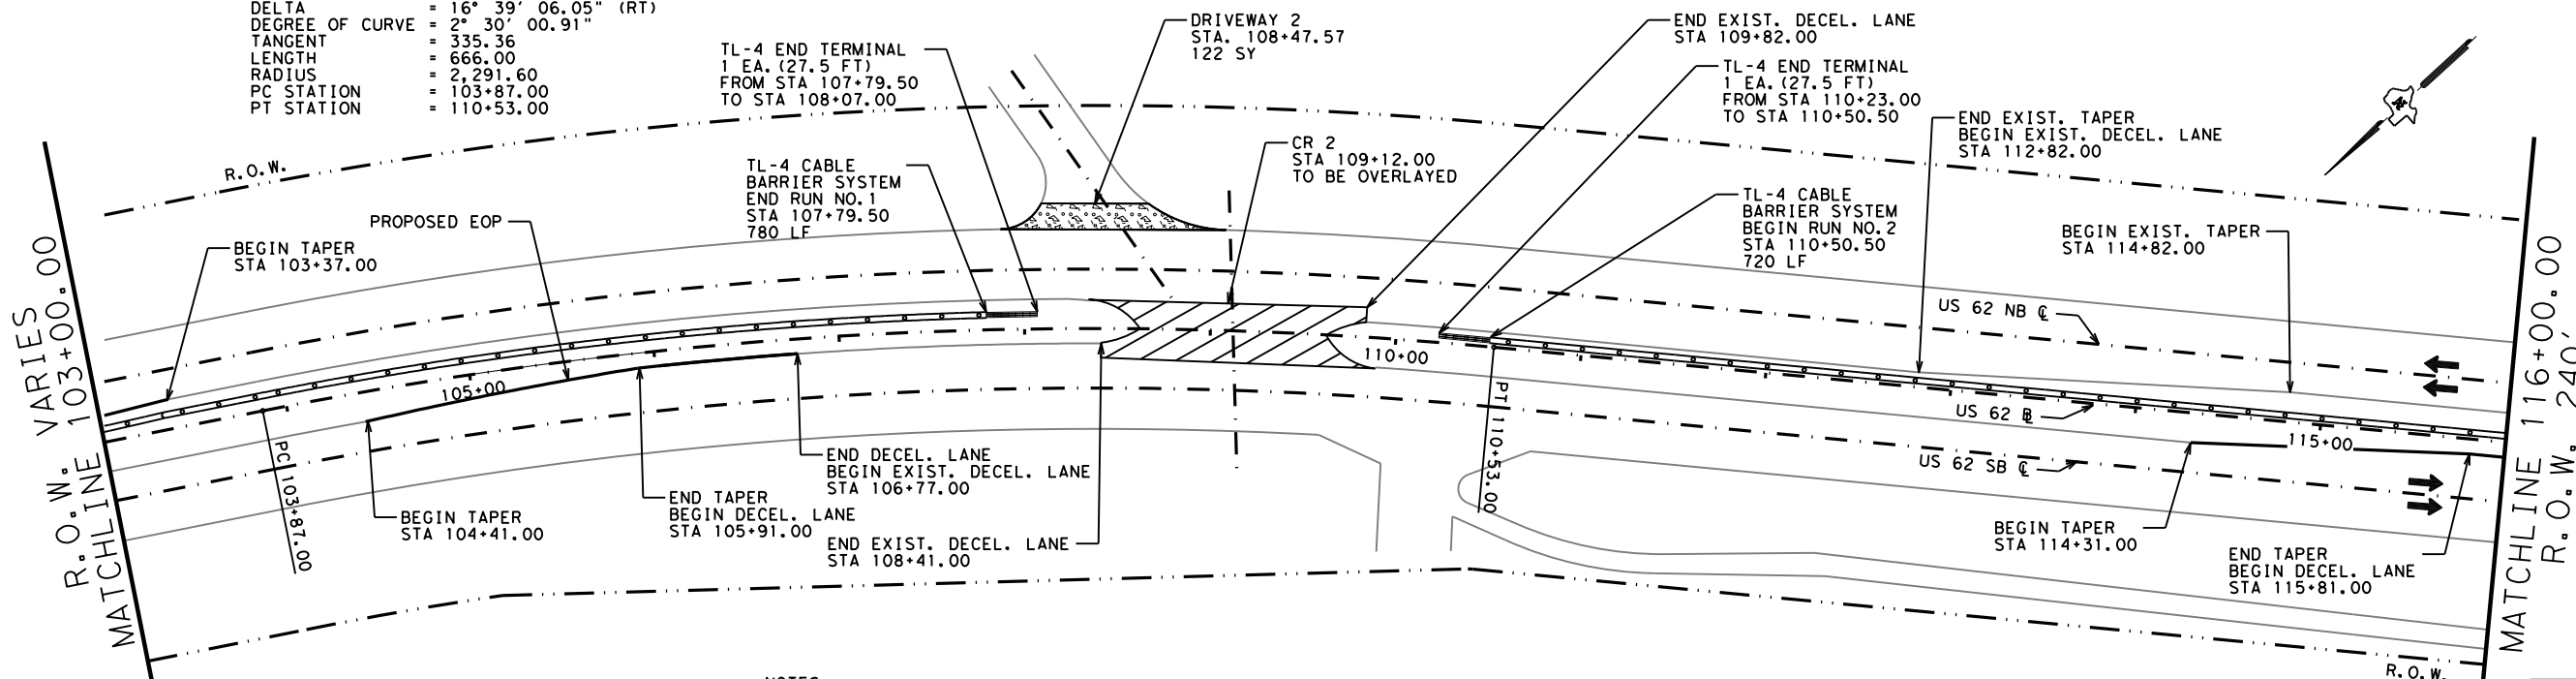 DELTA = 16° 39' 06.05" (RT)
DEGREE OF CURVE = 2° 30' 00.91"
TANGENT = 335.36
LENGTH = 666.00
RADIUS = 2,291.60
PC STATION = 103+87.00
PT STATION = 110+53.00
TL-4 END TERMINAL
1 EA.(27.5 FT)
FROM STA 107+79.50
TO STA 108+07.00
DRIVEWAY 2
STA. 108+47.57
122 SY
END EXIST. DECEL. LANE
STA 109+82.00
TL-4 END TERMINAL
1 EA.(27.5 FT)
FROM STA 110+23.00
TO STA 110+50.50
END EXIST. TAPER
BEGIN EXIST. DECEL. LANE
STA 112+82.00
N
R.O.W.
TL-4 CABLE
BARRIER SYSTEM
END RUN NO.1
STA 107+79.50
780 LF
CR 2
STA 109+12.00
TO BE OVERLAYED
TL-4 CABLE
BARRIER SYSTEM
BEGIN RUN NO.2
STA 110+50.50
720 LF
PROPOSED EOP
BEGIN TAPER
STA 103+37.00
BEGIN EXIST. TAPER
STA 114+82.00
US 62 NB ℄
R.O.W. VARIES
MATCHLINE 103+00.00
105+00
110+00
US 62 B
115+00
US 62 SB ℄
PC 103+87.00
PT 110+53.00
END DECEL. LANE
BEGIN EXIST. DECEL. LANE
STA 106+77.00
END TAPER
BEGIN DECEL. LANE
STA 105+91.00
BEGIN TAPER
STA 104+41.00
END EXIST. DECEL. LANE
STA 108+41.00
BEGIN TAPER
STA 114+31.00
END TAPER
BEGIN DECEL. LANE
STA 115+81.00
MATCHLINE 116+00.00
R.O.W. 240'
R.O.W.
NOTES